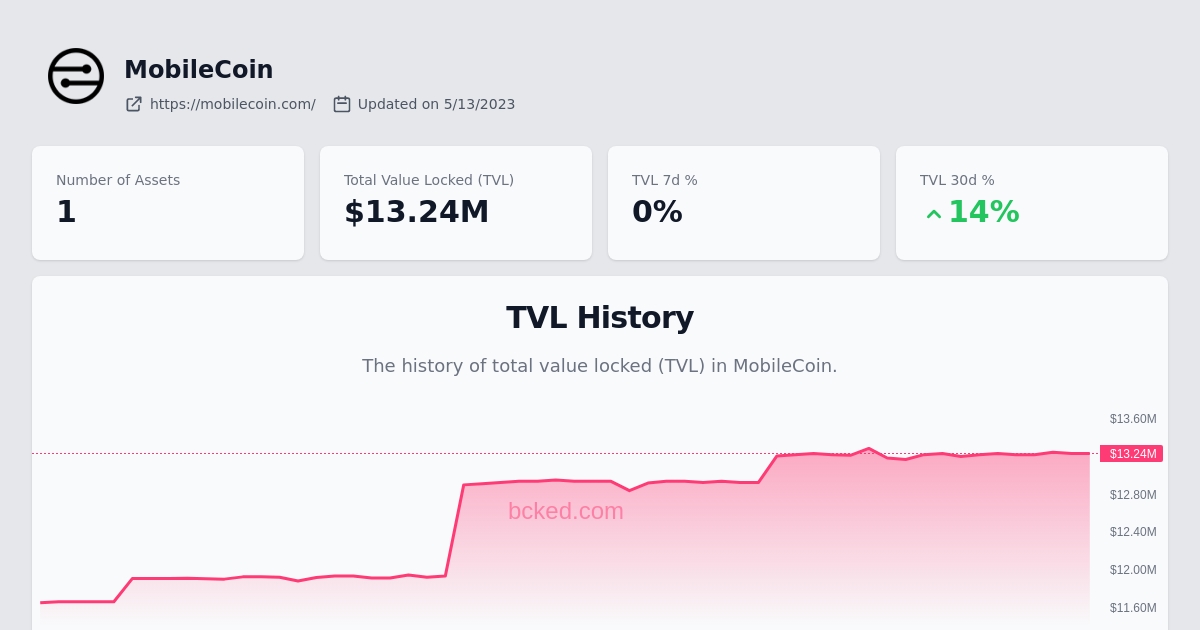 MobileCoin
https://mobilecoin.com/ Updated on 5/13/2023
Number of Assets
1
Total Value Locked (TVL)
$13.24M
TVL 7d %
0%
TVL 30d %
14%
TVL History
The history of total value locked (TVL) in MobileCoin.
$13.60M
$13.24M
$12.80M
bcked.com
$12.40M
$12.00M
$11.60M